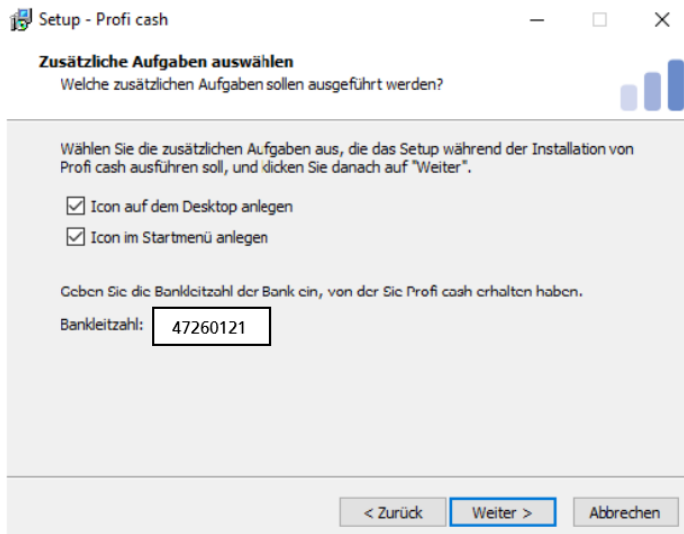 Setup - Profi cash
Zusätzliche Aufgaben auswählen
Welche zusätzlichen Aufgaben sollen ausgeführt werden?
Wählen Sie die zusätzlichen Aufgaben aus, die das Setup während der Installation von
Profi cash ausführen soll, und klicken Sie danach auf "Weiter".
Icon auf dem Desktop anlegen
Icon im Startmenü anlegen
Geben Sie die Bankleitzahl der Bank ein, von der Sie Profi cash erhalten haben.
Bankleitzahl: 47260121
< Zurück Weiter > Abbrechen